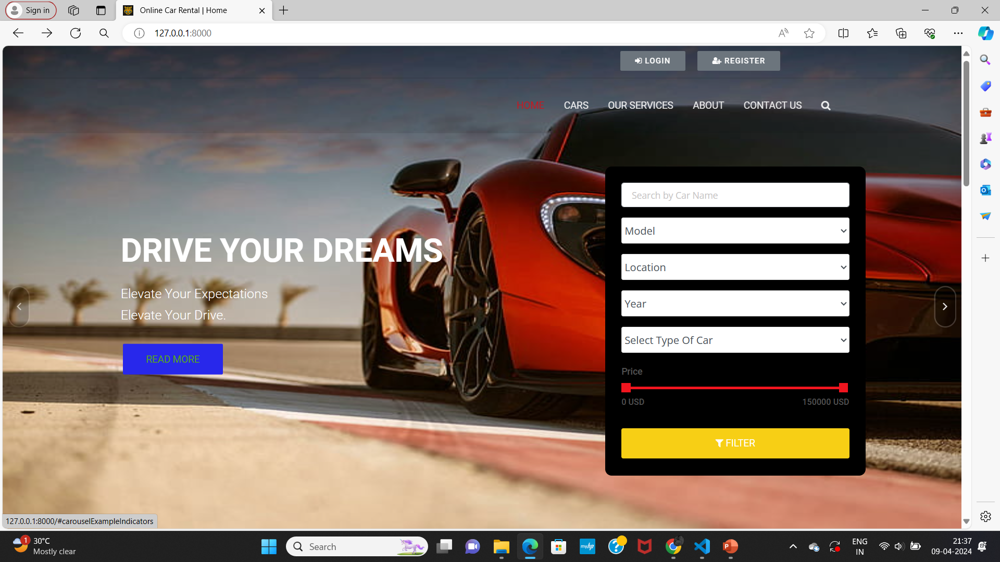 Sign in
Online Car Rental | Home
127.0.0.1:8000
LOGIN
REGISTER
HOME
CARS
OUR SERVICES
ABOUT
CONTACT US
Search by Car Name
Model
Location
Year
Select Type Of Car
Price
0 USD
150000 USD
FILTER
DRIVE YOUR DREAMS
Elevate Your Expectations
Elevate Your Drive.
READ MORE
127.0.0.1:8000/#carouselExampleIndicators
1
30°C
Mostly clear
Search
myhp
ENG
IN
21:37
09-04-2024